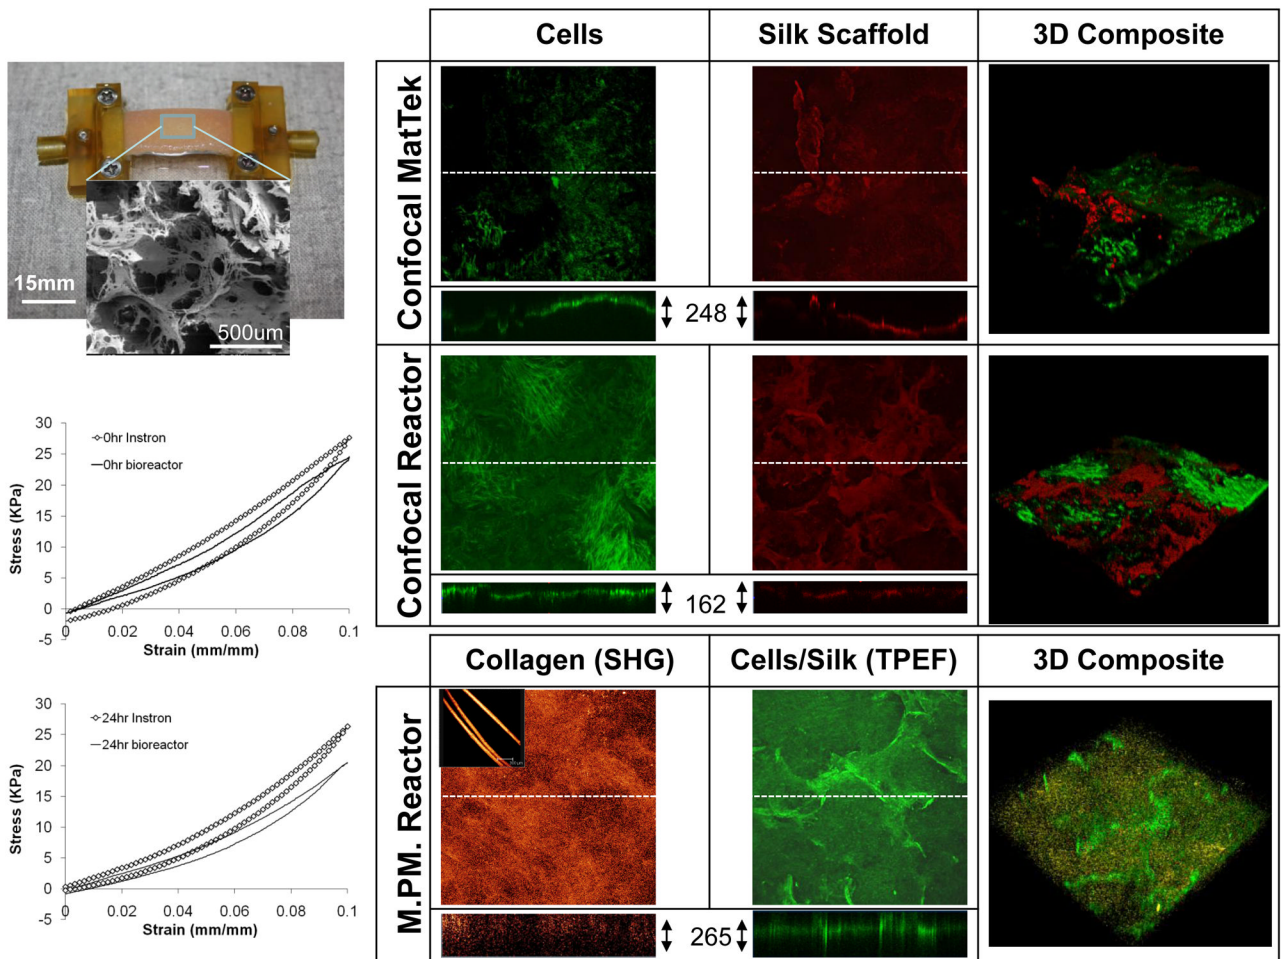 Cells
Silk Scaffold
3D Composite
Confocal MatTek
15mm
500um
248
Confocal Reactor
162
30
25
20
15
10
5
0
-5
Stress (KPa)
0hr Instron
0hr bioreactor
0
0.02
0.04
0.06
0.08
0.1
Strain (mm/mm)
Collagen (SHG)
Cells/Silk (TPEF)
3D Composite
M.PM. Reactor
265
30
25
20
15
10
5
0
-5
Stress (KPa)
24hr Instron
24hr bioreactor
0
0.02
0.04
0.06
0.08
0.1
Strain (mm/mm)